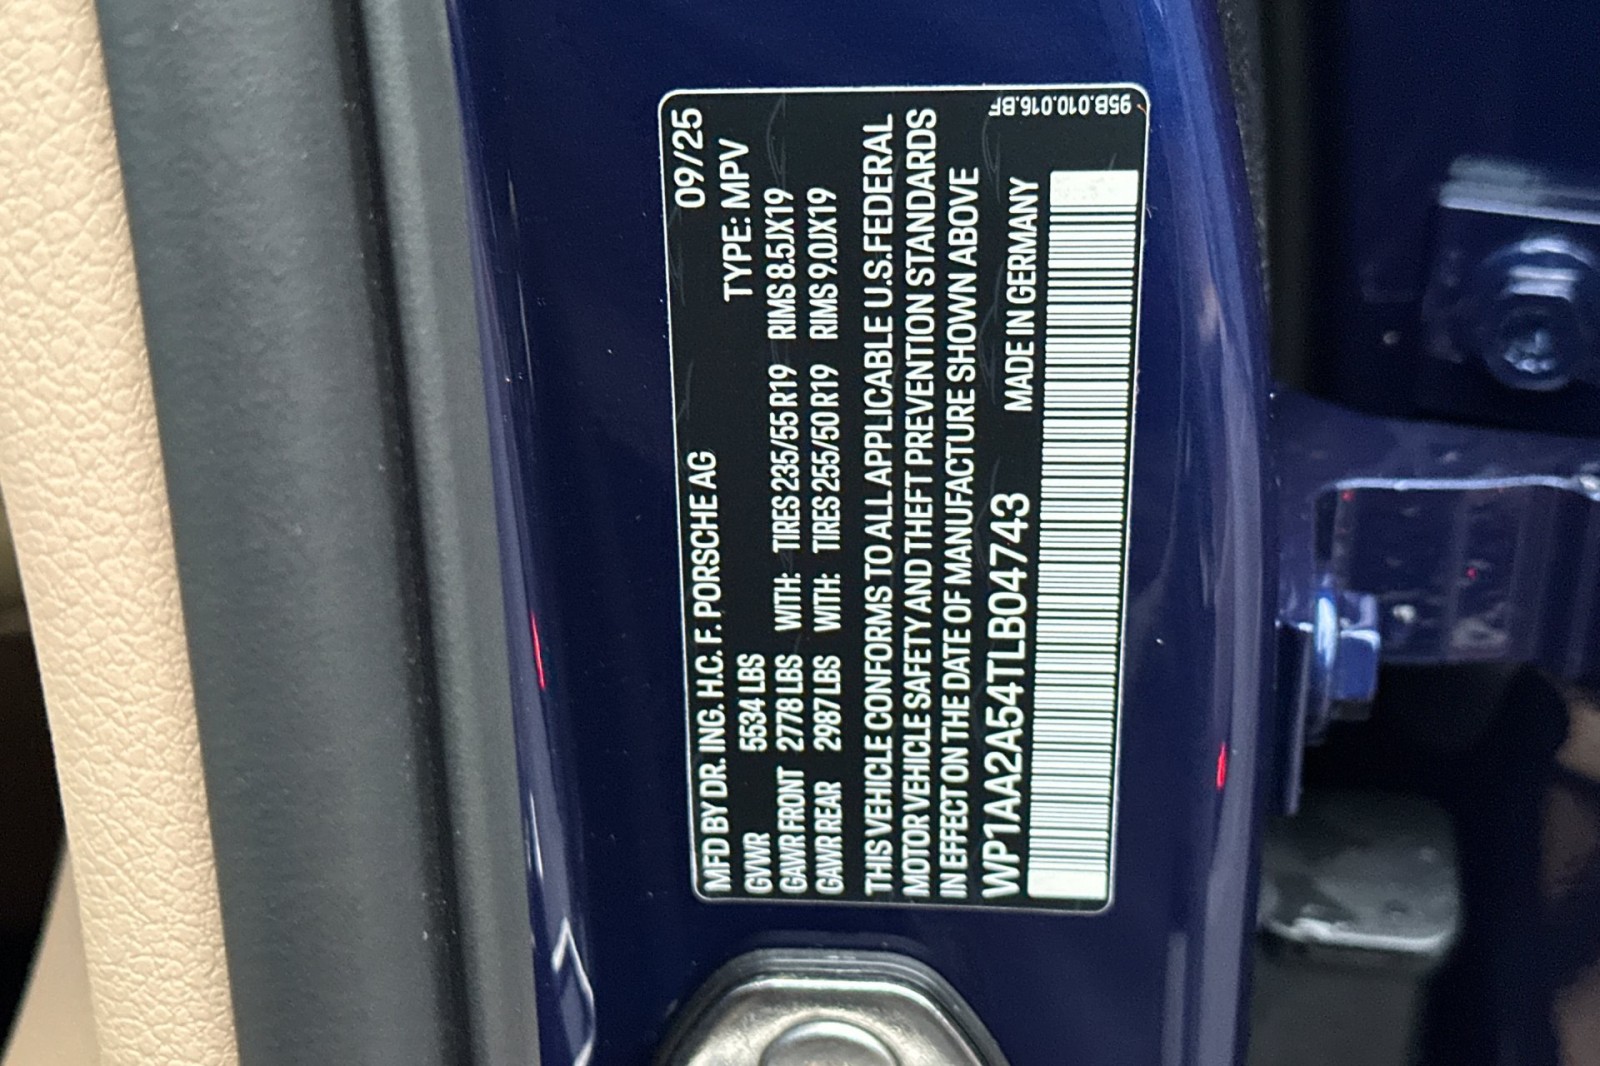 MFD BY DR. ING. H.C. F. PORSCHE AG 09/25
GVWR 5534 LBS TYPE: MPV
GAWR FRONT 2778 LBS WITH: TIRES 235/55 R19 RIMS 8.5JX19
GAWR REAR 2987 LBS WITH: TIRES 255/50 R19 RIMS 9.0JX19
THIS VEHICLE CONFORMS TO ALL APPLICABLE U.S.FEDERAL
MOTOR VEHICLE SAFETY AND THEFT PREVENTION STANDARDS
IN EFFECT ON THE DATE OF MANUFACTURE SHOWN ABOVE
WP1AA2A54TLB04743 MADE IN GERMANY
95B.010.016.BF